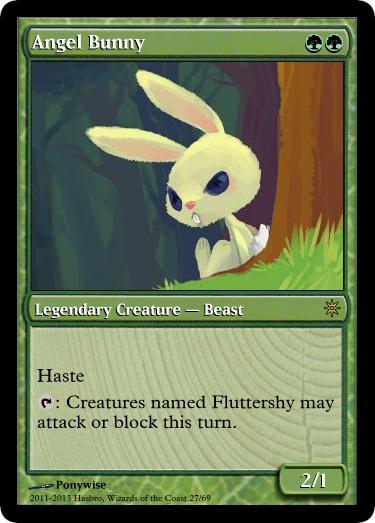 Angel Bunny
Legendary Creature — Beast
Haste
: Creatures named Fluttershy may
attack or block this turn.
2/1
Ponywise
2011-2013 Hasbro, Wizards of the Coast 27/69